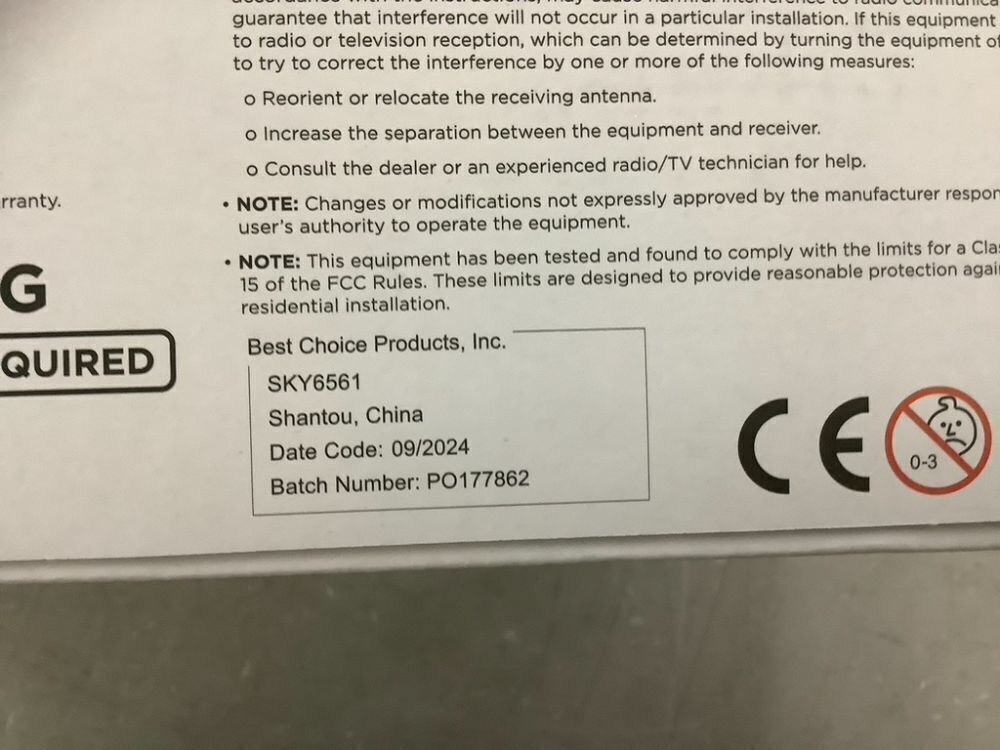 guarantee that interference will not occur in a particular installation. If this equipment
to radio or television reception, which can be determined by turning the equipment
to try to correct the interference by one or more of the following measures:
o Reorient or relocate the receiving antenna.
o Increase the separation between the equipment and receiver.
o Consult the dealer or an experienced radio/TV technician for help.
rranty.
• NOTE: Changes or modifications not expressly approved by the manufacturer respon
user's authority to operate the equipment.
• NOTE: This equipment has been tested and found to comply with the limits for a Cla
15 of the FCC Rules. These limits are designed to provide reasonable protection agai
residential installation.
G
QUIRED
Best Choice Products, Inc.
SKY6561
Shantou, China
Date Code: 09/2024
Batch Number: PO177862
CE
0-3